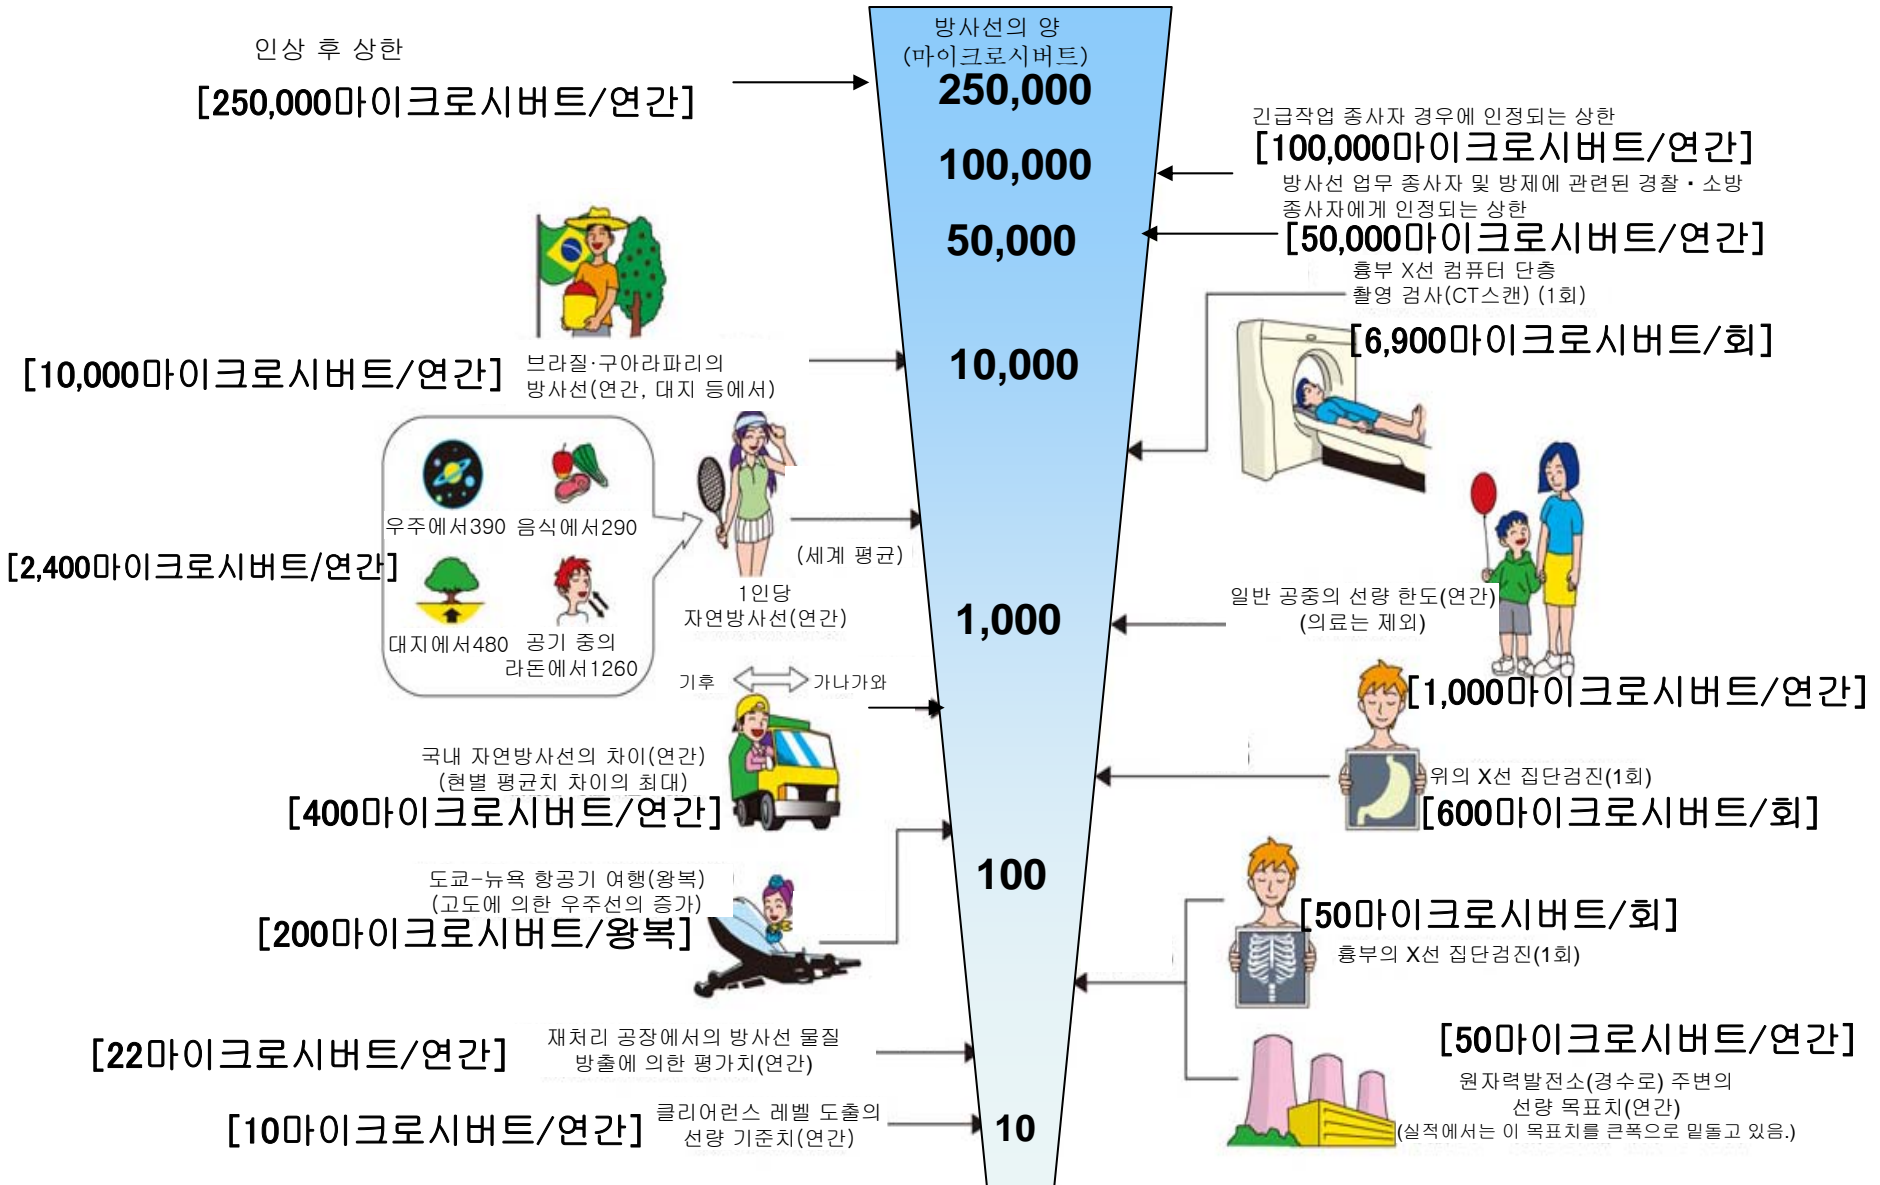 방사선의 양
(마이크로시버트)
250,000
100,000
50,000
10,000
1,000
100
10
인상 후 상한
[250,000마이크로시버트/연간]
[10,000마이크로시버트/연간]
브라질·구아라파리의
방사선(연간, 대지 등에서)
우주에서390
음식에서290
[2,400마이크로시버트/연간]
대지에서480
공기 중의
라돈에서1260
(세계 평균)
1인당
자연방사선(연간)
기후
가나가와
국내 자연방사선의 차이(연간)
(현별 평균치 차이의 최대)
[400마이크로시버트/연간]
도쿄-뉴욕 항공기 여행(왕복)
(고도에 의한 우주선의 증가)
[200마이크로시버트/왕복]
[22마이크로시버트/연간]
재처리 공장에서의 방사선 물질
방출에 의한 평가치(연간)
[10마이크로시버트/연간]
클리어런스 레벨 도출의
선량 기준치(연간)
긴급작업 종사자 경우에 인정되는 상한
[100,000마이크로시버트/연간]
방사선 업무 종사자 및 방제에 관련된 경찰・소방
종사자에게 인정되는 상한
[50,000마이크로시버트/연간]
흉부 X선 컴퓨터 단층
촬영 검사(CT스캔) (1회)
[6,900마이크로시버트/회]
일반 공중의 선량 한도(연간)
(의료는 제외)
[1,000마이크로시버트/연간]
위의 X선 집단검진(1회)
[600마이크로시버트/회]
[50마이크로시버트/회]
흉부의 X선 집단검진(1회)
[50마이크로시버트/연간]
원자력발전소(경수로) 주변의
선량 목표치(연간)
(실적에서는 이 목표치를 큰폭으로 밑돌고 있음.)